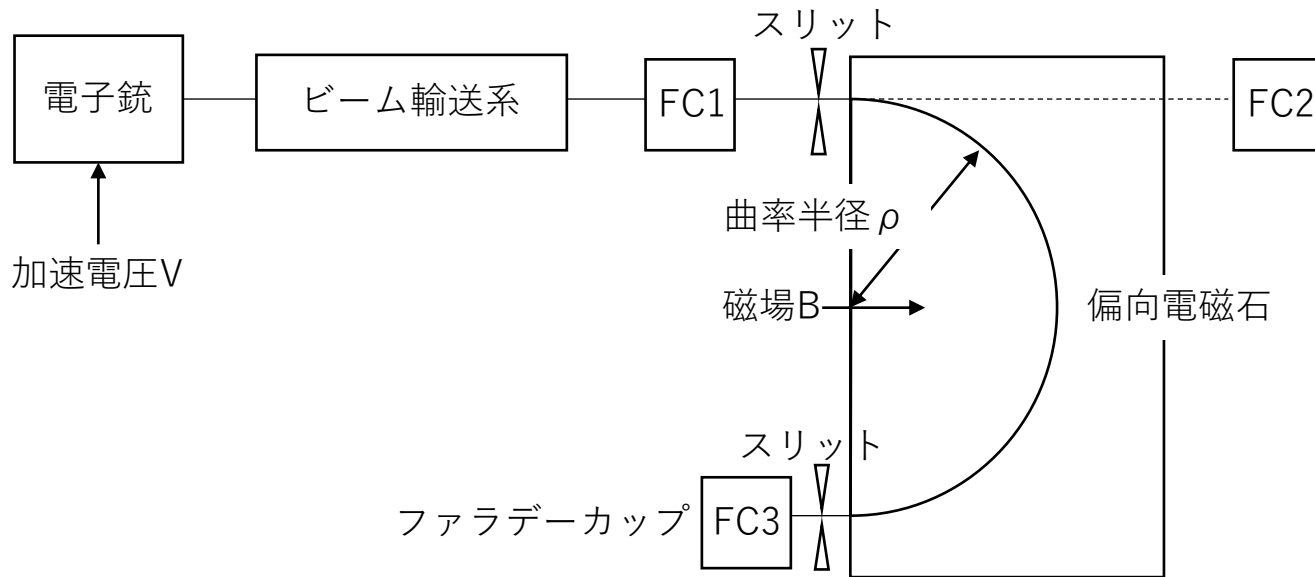 スリット
電子銃
ビーム輸送系
FC1
FC2
曲率半径ρ
加速電圧V
磁場B
偏向電磁石
スリット
ファラデーカップ
FC3